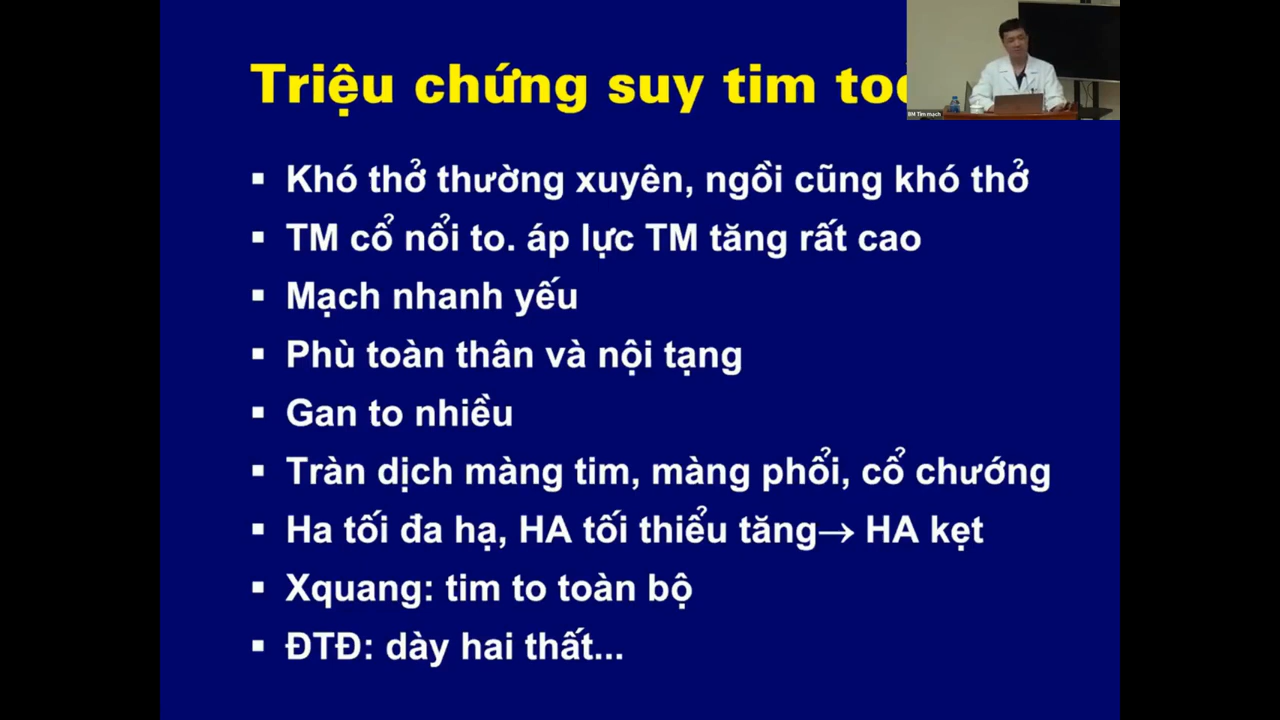 Triệu chứng suy tim
▪ Khó thở thường xuyên, ngồi cũng khó thở
▪ TM cổ nổi to. áp lực TM tăng rất cao
▪ Mạch nhanh yếu
▪ Phù toàn thân và nội tạng
▪ Gan to nhiều
▪ Tràn dịch màng tim, màng phổi, cổ chướng
▪ Ha tối đa hạ, HA tối thiểu tăng→ HA kẹt
▪ Xquang: tim to toàn bộ
▪ ĐTĐ: dày hai thất...
BM Tim mạch